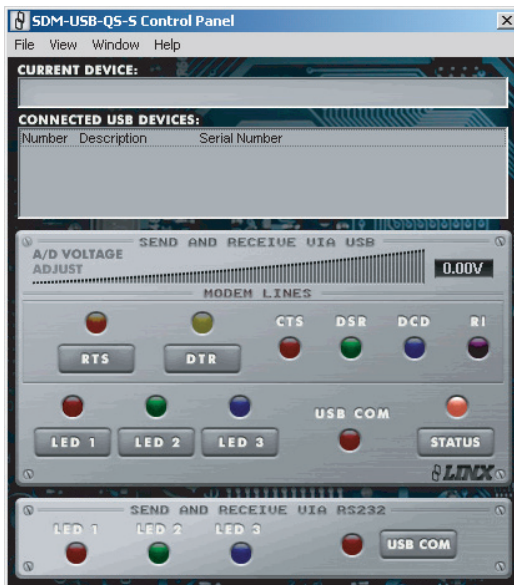 SDM-USB-QS-S Control Panel
File View Window Help
CURRENT DEVICE:
CONNECTED USB DEVICES:
Number Description Serial Number
SEND AND RECEIVE VIA USB
A/D VOLTAGE
ADJUST
0.00V
MODEM LINES
CTS DSR DCD RI
RTS DTR
USB COM
LED 1 LED 2 LED 3 STATUS
LINX
SEND AND RECEIVE VIA RS232
LED 1 LED 2 LED 3
USB COM